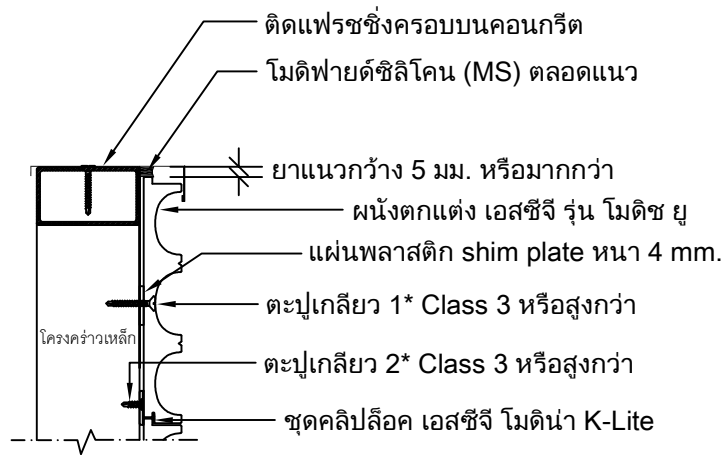 ติดแฟรชชิ่งครอบบนคอนกรีต
โมดิฟายด์ซิลิโคน (MS) ตลอดแนว
ยาแนวกว้าง 5 มม. หรือมากกว่า
ผนังตกแต่ง เอสซีจี รุ่น โมดิช ยู
แผ่นพลาสติก shim plate หนา 4 mm.
ตะปูเกลียว 1* Class 3 หรือสูงกว่า
โครงคร่าวเหล็ก
ตะปูเกลียว 2* Class 3 หรือสูงกว่า
ชุดคลิปล็อค เอสซีจี โมดิน่า K-Lite